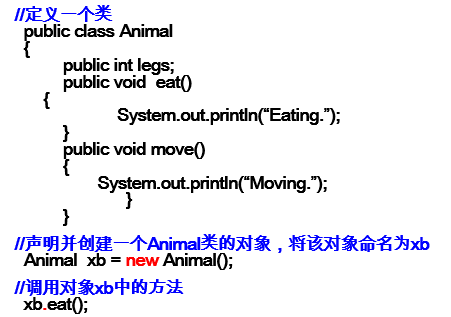 //定义一个类
public class Animal
{
public int legs;
public void eat()
{
System.out.println(“Eating.”);
}
public void move()
{
System.out.println(“Moving.”);
}
}
//声明并创建一个Animal类的对象，将该对象命名为xb
Animal xb = new Animal();
//调用对象xb中的方法
xb.eat();